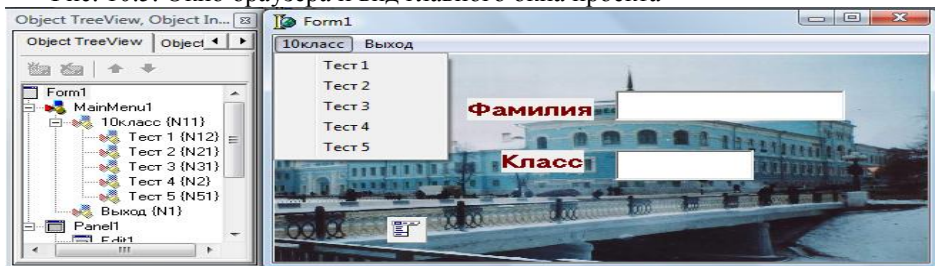 Рис. 10.3. Окно браузера и вид главного окна проекта
Object TreeView, Object In...
Object TreeView
Object
Form1
MainMenu1
10класс {N11}
Тест 1 {N12}
Тест 2 {N21}
Тест 3 {N31}
Тест 4 {N2}
Тест 5 {N51}
Выход {N1}
Panel1
Edit1
Form1
10класс Выход
Тест 1
Тест 2
Тест 3
Тест 4
Тест 5
Фамилия
Класс